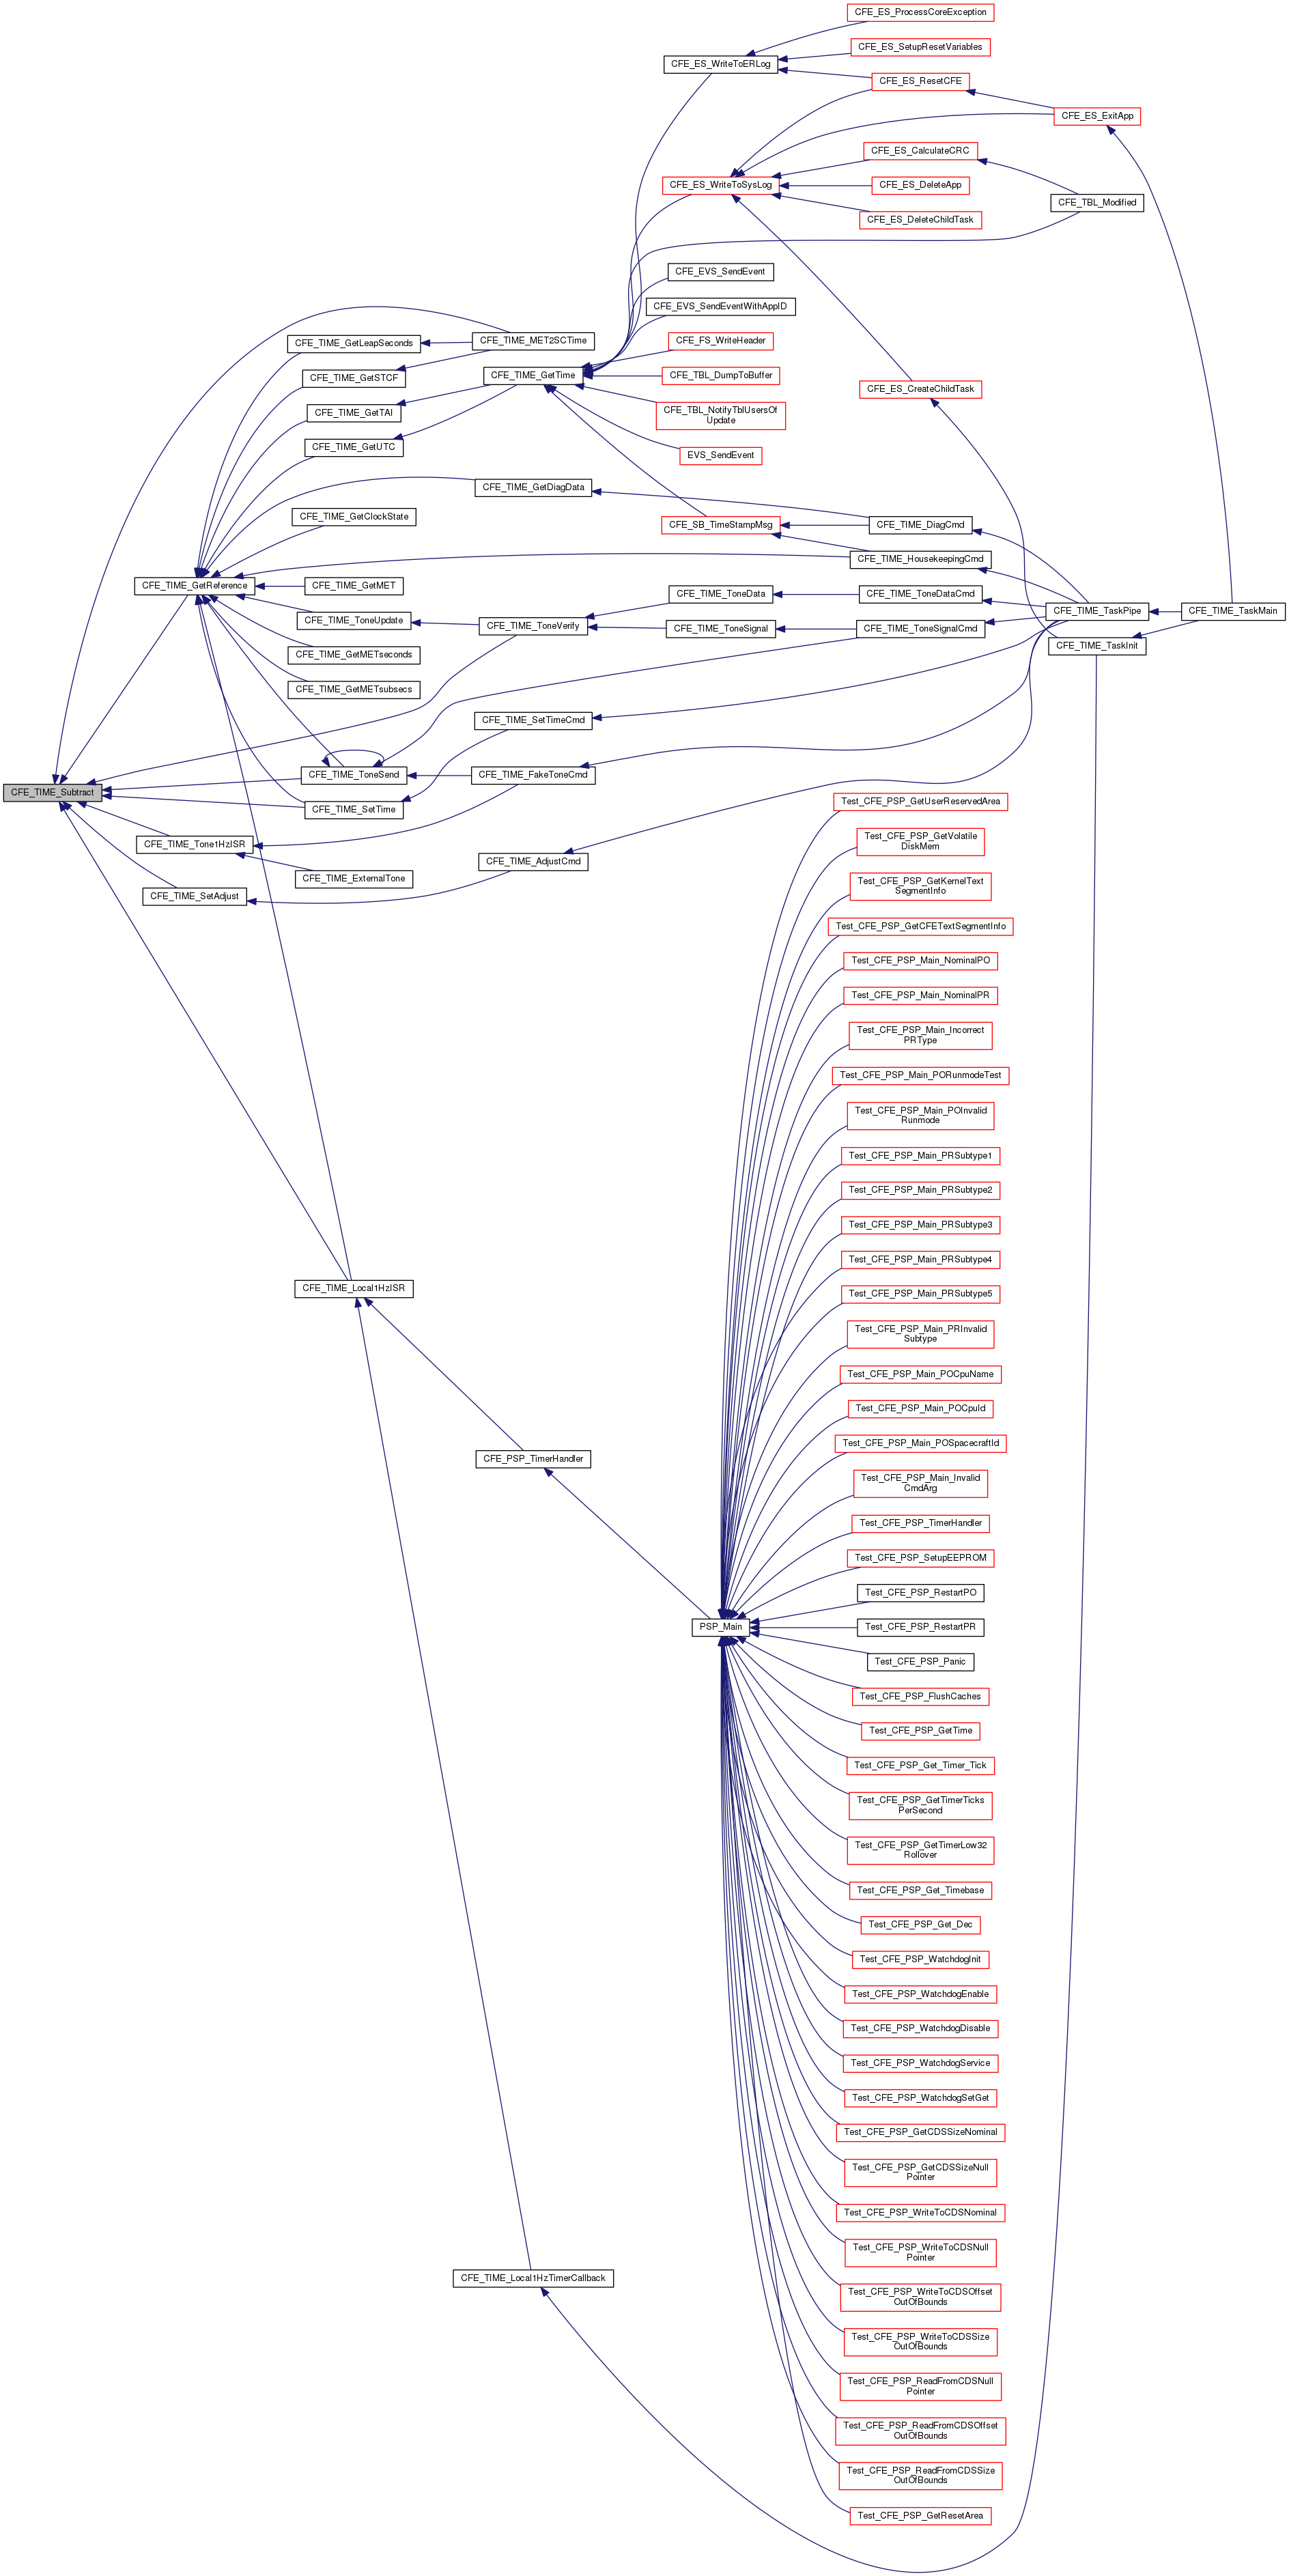 CFE_ES_ProcessCoreException
CFE_ES_SetupResetVariables
CFE_ES_WriteToERLog
CFE_ES_ResetCFE
CFE_ES_ExitApp
CFE_ES_CalculateCRC
CFE_ES_WriteToSysLog
CFE_ES_DeleteApp
CFE_TBL_Modified
CFE_ES_DeleteChildTask
CFE_EVS_SendEvent
CFE_EVS_SendEventWithAppID
CFE_TIME_MET2SCTime
CFE_TIME_GetLeapSeconds
CFE_FS_WriteHeader
CFE_TIME_GetSTCF
CFE_TIME_GetTime
CFE_TBL_DumpToBuffer
CFE_ES_CreateChildTask
CFE_TIME_GetTAI
CFE_TBL_NotifyTblUsersOf
Update
CFE_TIME_GetUTC
EVS_SendEvent
CFE_TIME_GetDiagData
CFE_TIME_GetClockState
CFE_SB_TimeStampMsg
CFE_TIME_DiagCmd
CFE_TIME_HousekeepingCmd
CFE_TIME_GetReference
CFE_TIME_GetMET
CFE_TIME_ToneData
CFE_TIME_ToneDataCmd
CFE_TIME_TaskPipe
CFE_TIME_TaskMain
CFE_TIME_ToneUpdate
CFE_TIME_ToneVerify
CFE_TIME_ToneSignal
CFE_TIME_ToneSignalCmd
CFE_TIME_TaskInit
CFE_TIME_GetMETseconds
CFE_TIME_GetMETsubsecs
CFE_TIME_SetTimeCmd
CFE_TIME_ToneSend
CFE_TIME_FakeToneCmd
CFE_TIME_Subtract
CFE_TIME_SetTime
Test_CFE_PSP_GetUserReservedArea
CFE_TIME_Tone1HzISR
Test_CFE_PSP_GetVolatile
DiskMem
CFE_TIME_AdjustCmd
CFE_TIME_ExternalTone
Test_CFE_PSP_GetKernelText
SegmentInfo
CFE_TIME_SetAdjust
Test_CFE_PSP_GetCFETextSegmentInfo
Test_CFE_PSP_Main_NominalPO
Test_CFE_PSP_Main_NominalPR
Test_CFE_PSP_Main_Incorrect
PRType
Test_CFE_PSP_Main_PORunmodeTest
Test_CFE_PSP_Main_POInvalid
Runmode
Test_CFE_PSP_Main_PRSubtype1
Test_CFE_PSP_Main_PRSubtype2
Test_CFE_PSP_Main_PRSubtype3
Test_CFE_PSP_Main_PRSubtype4
CFE_TIME_Local1HzISR
Test_CFE_PSP_Main_PRSubtype5
Test_CFE_PSP_Main_PRInvalid
Subtype
Test_CFE_PSP_Main_POCpuName
Test_CFE_PSP_Main_POCpuId
Test_CFE_PSP_Main_POSpacecraftId
CFE_PSP_TimerHandler
Test_CFE_PSP_Main_Invalid
CmdArg
Test_CFE_PSP_TimerHandler
Test_CFE_PSP_SetupEEPROM
Test_CFE_PSP_RestartPO
PSP_Main
Test_CFE_PSP_RestartPR
Test_CFE_PSP_Panic
Test_CFE_PSP_FlushCaches
Test_CFE_PSP_GetTime
Test_CFE_PSP_Get_Timer_Tick
Test_CFE_PSP_GetTimerTicks
PerSecond
Test_CFE_PSP_GetTimerLow32
Rollover
Test_CFE_PSP_Get_Timebase
Test_CFE_PSP_Get_Dec
Test_CFE_PSP_WatchdogInit
Test_CFE_PSP_WatchdogEnable
Test_CFE_PSP_WatchdogDisable
Test_CFE_PSP_WatchdogService
Test_CFE_PSP_WatchdogSetGet
Test_CFE_PSP_GetCDSSizeNominal
Test_CFE_PSP_GetCDSSizeNull
Pointer
Test_CFE_PSP_WriteToCDSNominal
Test_CFE_PSP_WriteToCDSNull
Pointer
CFE_TIME_Local1HzTimerCallback
Test_CFE_PSP_WriteToCDSOffset
OutOfBounds
Test_CFE_PSP_WriteToCDSSize
OutOfBounds
Test_CFE_PSP_ReadFromCDSNull
Pointer
Test_CFE_PSP_ReadFromCDSOffset
OutOfBounds
Test_CFE_PSP_ReadFromCDSSize
OutOfBounds
Test_CFE_PSP_GetResetArea